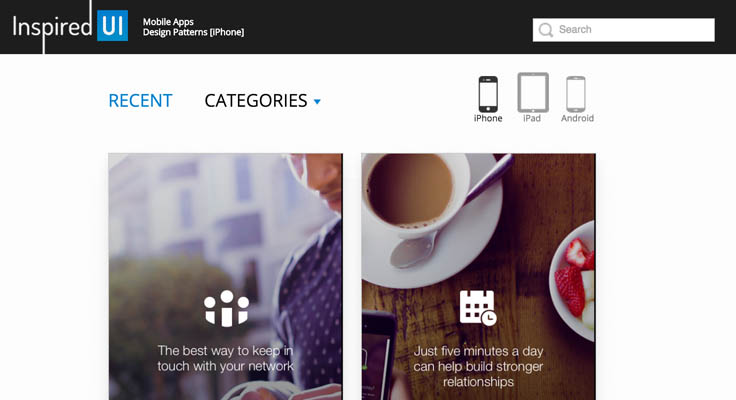 Inspired UI
Mobile Apps
Design Patterns [iPhone]
Search
RECENT
CATEGORIES
iPhone
iPad
Android
The best way to keep in
touch with your network
Just five minutes a day
can help build stronger
relationships